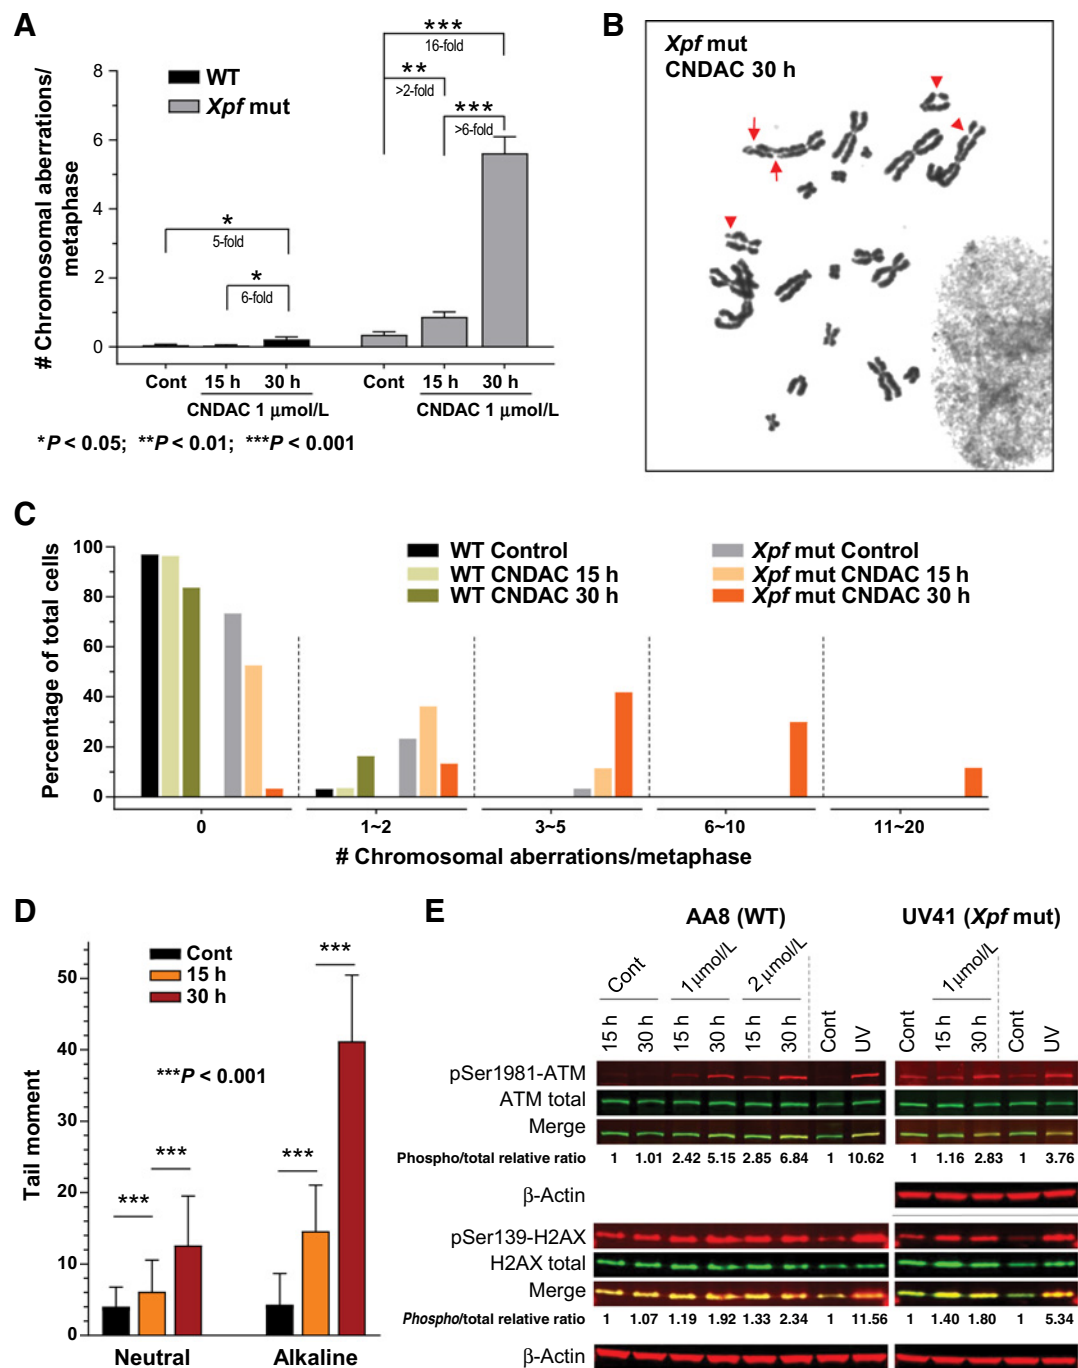 A
# Chromosomal aberrations/
metaphase
8
6
4
2
0
WT
Xpf mut
***
16-fold
**
>2-fold
***
>6-fold
*
5-fold
*
6-fold
Cont 15 h 30 h Cont 15 h 30 h
CNDAC 1 μmol/L CNDAC 1 μmol/L
*P < 0.05; **P < 0.01; ***P < 0.001
B
Xpf mut
CNDAC 30 h
C
Percentage of total cells
100
80
60
40
20
0
WT Control
WT CNDAC 15 h
WT CNDAC 30 h
Xpf mut Control
Xpf mut CNDAC 15 h
Xpf mut CNDAC 30 h
0 1~2 3~5 6~10 11~20
# Chromosomal aberrations/metaphase
D
Tail moment
50
40
30
20
10
0
Cont
15 h
30 h
***P < 0.001
***
***
***
***
Neutral Alkaline
E
AA8 (WT) UV41 (Xpf mut)
Cont 1 μmol/L 2 μmol/L 1 μmol/L
15 h 30 h 15 h 30 h 15 h 30 h Cont UV Cont 15 h 30 h Cont UV
pSer1981-ATM
ATM total
Merge
Phospho/total relative ratio 1 1.01 2.42 5.15 2.85 6.84 1 10.62 1 1.16 2.83 1 3.76
β-Actin
pSer139-H2AX
H2AX total
Merge
Phospho/total relative ratio 1 1.07 1.19 1.92 1.33 2.34 1 11.56 1 1.40 1.80 1 5.34
β-Actin